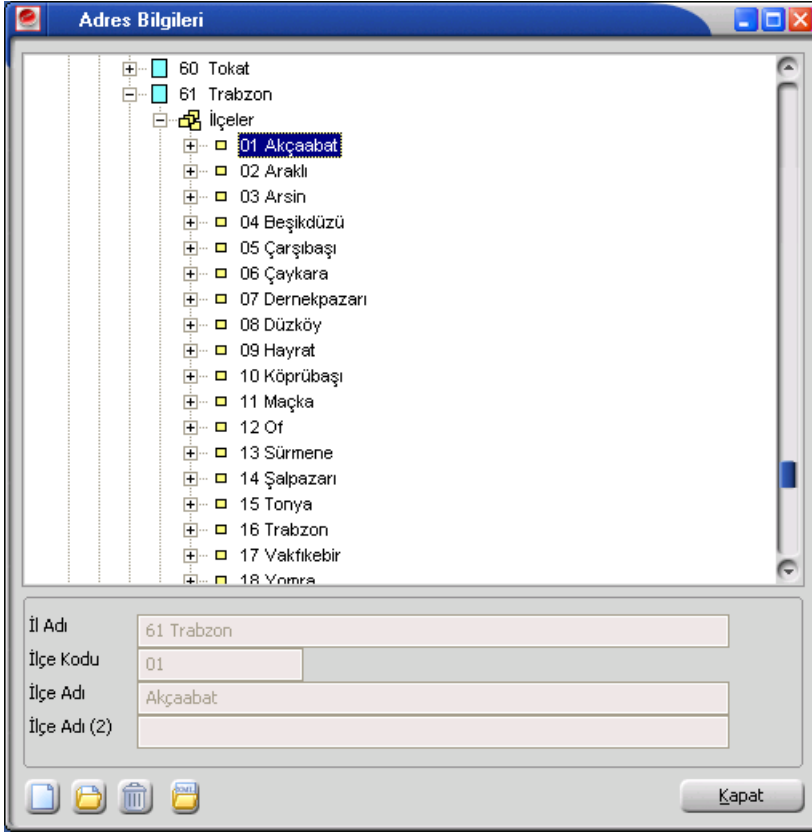 Adres Bilgileri
60 Tokat
61 Trabzon
İlçeler
01 Akçaabat
02 Araklı
03 Arsin
04 Beşikdüzü
05 Çarşıbaşı
06 Çaykara
07 Dernekpazarı
08 Düzköy
09 Hayrat
10 Köprübaşı
11 Maçka
12 Of
13 Sürmene
14 Şalpazarı
15 Tonya
16 Trabzon
17 Vakfıkebir
18 Yomra
İl Adı 61 Trabzon
İlçe Kodu 01
İlçe Adı Akçaabat
İlçe Adı (2)
Kapat